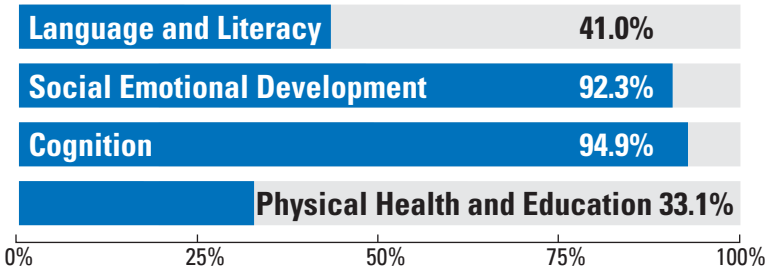 Language and Literacy 41.0%
Social Emotional Development 92.3%
Cognition 94.9%
Physical Health and Education 33.1%
0% 25% 50% 75% 100%